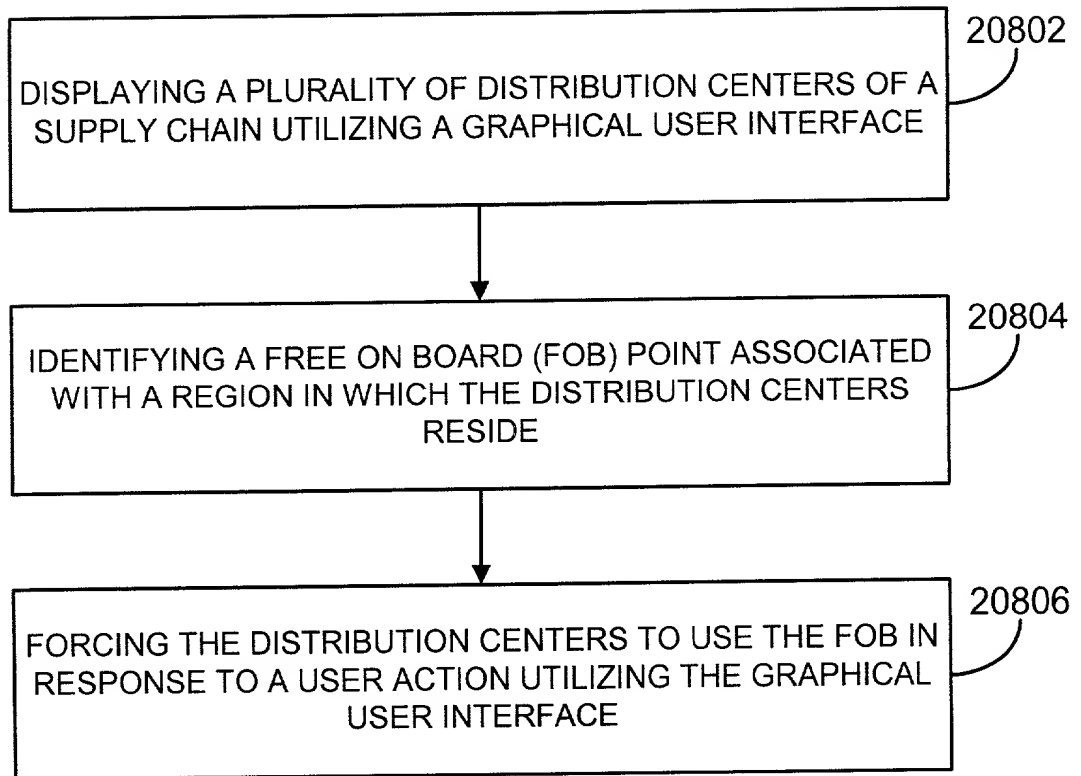 20802
DISPLAYING A PLURALITY OF DISTRIBUTION CENTERS OF A
SUPPLY CHAIN UTILIZING A GRAPHICAL USER INTERFACE
20804
IDENTIFYING A FREE ON BOARD (FOB) POINT ASSOCIATED
WITH A REGION IN WHICH THE DISTRIBUTION CENTERS
RESIDE
20806
FORCING THE DISTRIBUTION CENTERS TO USE THE FOB IN
RESPONSE TO A USER ACTION UTILIZING THE GRAPHICAL
USER INTERFACE